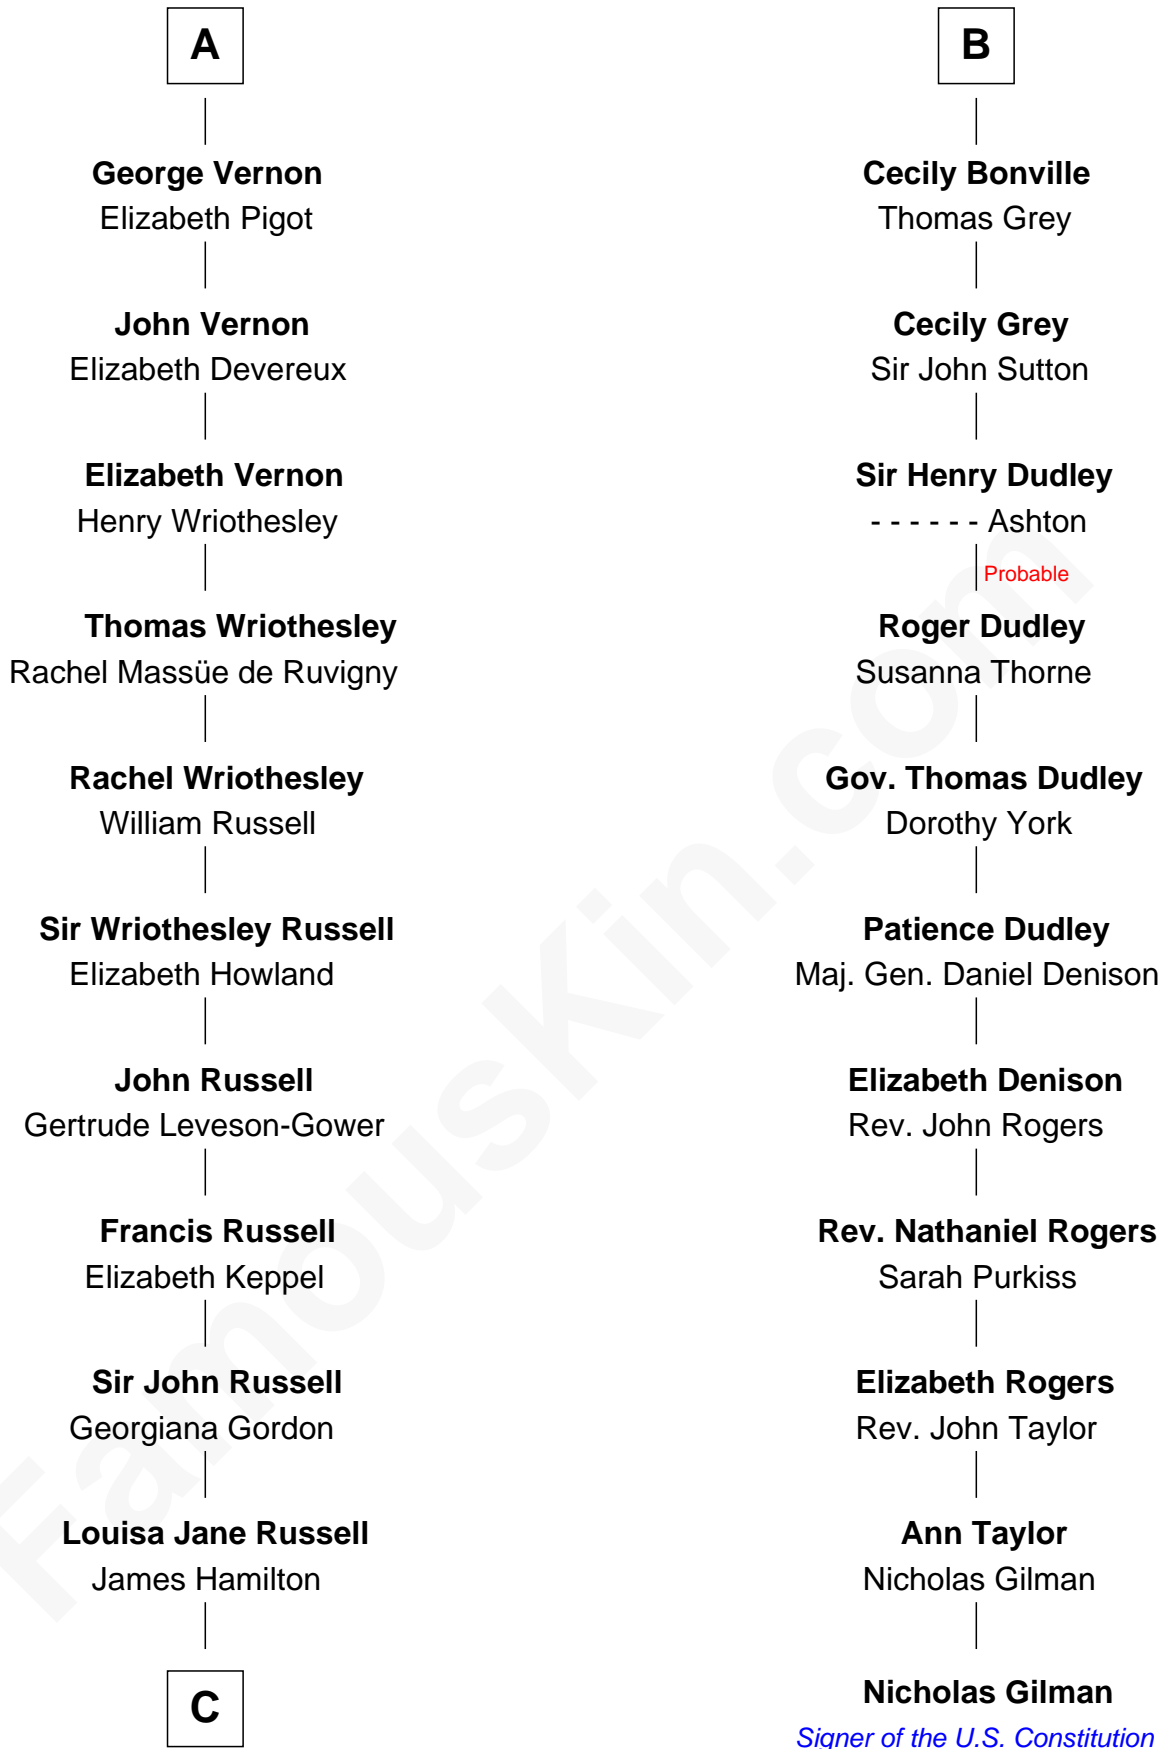 A
George Vernon
Elizabeth Pigot
John Vernon
Elizabeth Devereux
Elizabeth Vernon
Henry Wriothesley
Thomas Wriothesley
Rachel Massüe de Ruvigny
Rachel Wriothesley
William Russell
Sir Wriothesley Russell
Elizabeth Howland
John Russell
Gertrude Leveson-Gower
Francis Russell
Elizabeth Keppel
Sir John Russell
Georgiana Gordon
Louisa Jane Russell
James Hamilton
C
B
Cecily Bonville
Thomas Grey
Cecily Grey
Sir John Sutton
Sir Henry Dudley
- - - - - - Ashton
Probable
Roger Dudley
Susanna Thorne
Gov. Thomas Dudley
Dorothy York
Patience Dudley
Maj. Gen. Daniel Denison
Elizabeth Denison
Rev. John Rogers
Rev. Nathaniel Rogers
Sarah Purkiss
Elizabeth Rogers
Rev. John Taylor
Ann Taylor
Nicholas Gilman
Nicholas Gilman
Signer of the U.S. Constitution
FamousKin.com